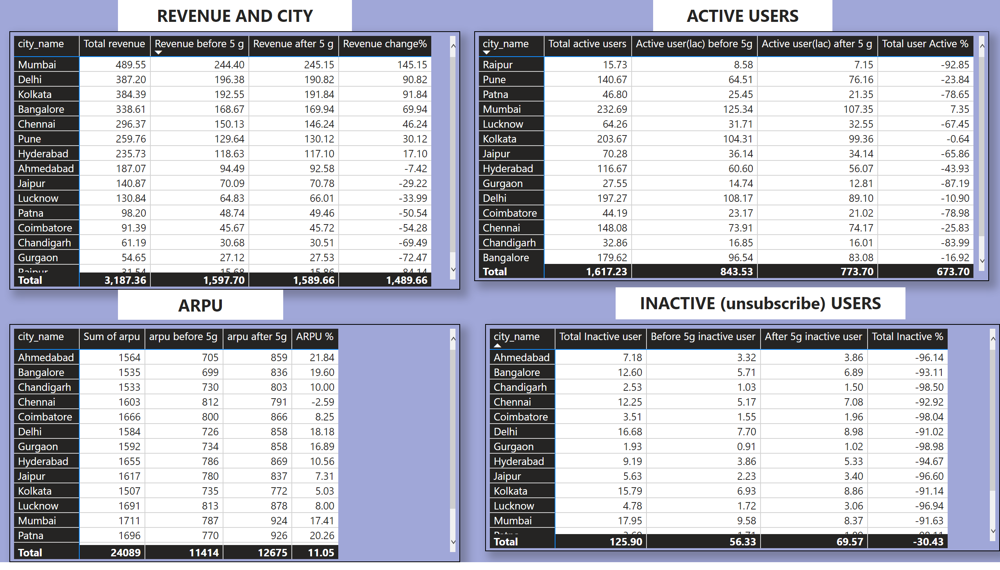 REVENUE AND CITY
city_name Total revenue Revenue before 5 g Revenue after 5 g Revenue change%
Mumbai 489.55 244.40 245.15 145.15
Delhi 387.20 196.38 190.82 90.82
Kolkata 384.39 192.55 191.84 91.84
Bangalore 338.61 168.67 169.94 69.94
Chennai 296.37 150.13 146.24 46.24
Pune 259.76 129.64 130.12 30.12
Hyderabad 235.73 118.63 117.10 17.10
Ahmedabad 187.07 94.49 92.58 -7.42
Jaipur 140.87 70.09 70.78 -29.22
Lucknow 130.84 64.83 66.01 -33.99
Patna 98.20 48.74 49.46 -50.54
Coimbatore 91.39 45.67 45.72 -54.28
Chandigarh 61.19 30.68 30.51 -69.49
Gurgaon 54.65 27.12 27.53 -72.47
Raipur 31.54 15.68 15.86 -84.14
Total 3,187.36 1,597.70 1,589.66 1,489.66
ACTIVE USERS
city_name Total active users Active user(lac) before 5g Active user(lac) after 5 g Total user Active %
Raipur 15.73 8.58 7.15 -92.85
Pune 140.67 64.51 76.16 -23.84
Patna 46.80 25.45 21.35 -78.65
Mumbai 232.69 125.34 107.35 7.35
Lucknow 64.26 31.71 32.55 -67.45
Kolkata 203.67 104.31 99.36 -0.64
Jaipur 70.28 36.14 34.14 -65.86
Hyderabad 116.67 60.60 56.07 -43.93
Gurgaon 27.55 14.74 12.81 -87.19
Delhi 197.27 108.17 89.10 -10.90
Coimbatore 44.19 23.17 21.02 -78.98
Chennai 148.08 73.91 74.17 -25.83
Chandigarh 32.86 16.85 16.01 -83.99
Bangalore 179.62 96.54 83.08 -16.92
Total 1,617.23 843.53 773.70 673.70
ARPU
city_name Sum of arpu arpu before 5g arpu after 5g ARPU %
Ahmedabad 1564 705 859 21.84
Bangalore 1535 699 836 19.60
Chandigarh 1533 730 803 10.00
Chennai 1603 812 791 -2.59
Coimbatore 1666 800 866 8.25
Delhi 1584 726 858 18.18
Gurgaon 1592 734 858 16.89
Hyderabad 1655 786 869 10.56
Jaipur 1617 780 837 7.31
Kolkata 1507 735 772 5.03
Lucknow 1691 813 878 8.00
Mumbai 1711 787 924 17.41
Patna 1696 770 926 20.26
Total 24089 11414 12675 11.05
INACTIVE (unsubscribe) USERS
city_name Total Inactive user Before 5g inactive user After 5g inactive user Total Inactive %
Ahmedabad 7.18 3.32 3.86 -96.14
Bangalore 12.60 5.71 6.89 -93.11
Chandigarh 2.53 1.03 1.50 -98.50
Chennai 12.25 5.17 7.08 -92.92
Coimbatore 3.51 1.55 1.96 -98.04
Delhi 16.68 7.70 8.98 -91.02
Gurgaon 1.93 0.91 1.02 -98.98
Hyderabad 9.19 3.86 5.33 -94.67
Jaipur 5.63 2.23 3.40 -96.60
Kolkata 15.79 6.93 8.86 -91.14
Lucknow 4.78 1.72 3.06 -96.94
Mumbai 17.95 9.58 8.37 -91.63
Total 125.90 56.33 69.57 -30.43